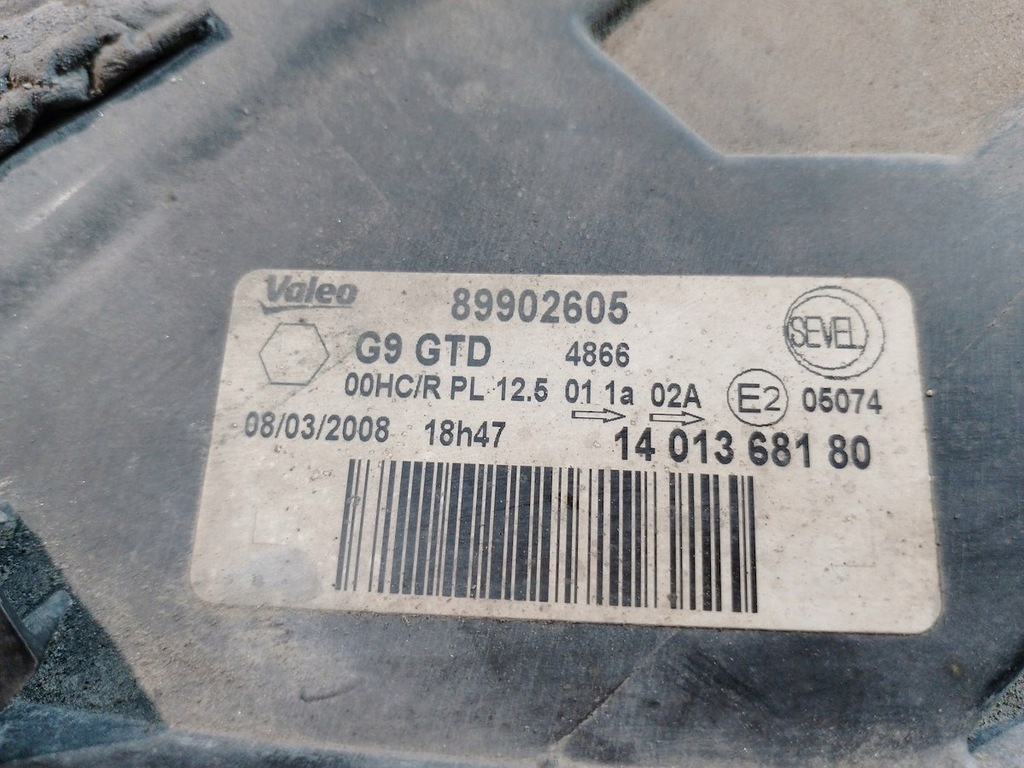 Valeo 89902605 SEVEL
G9 GTD 4866
00HC/R PL 12.5 01 1a 02A E2 05074
08/03/2008 18h47 14 013 681 80